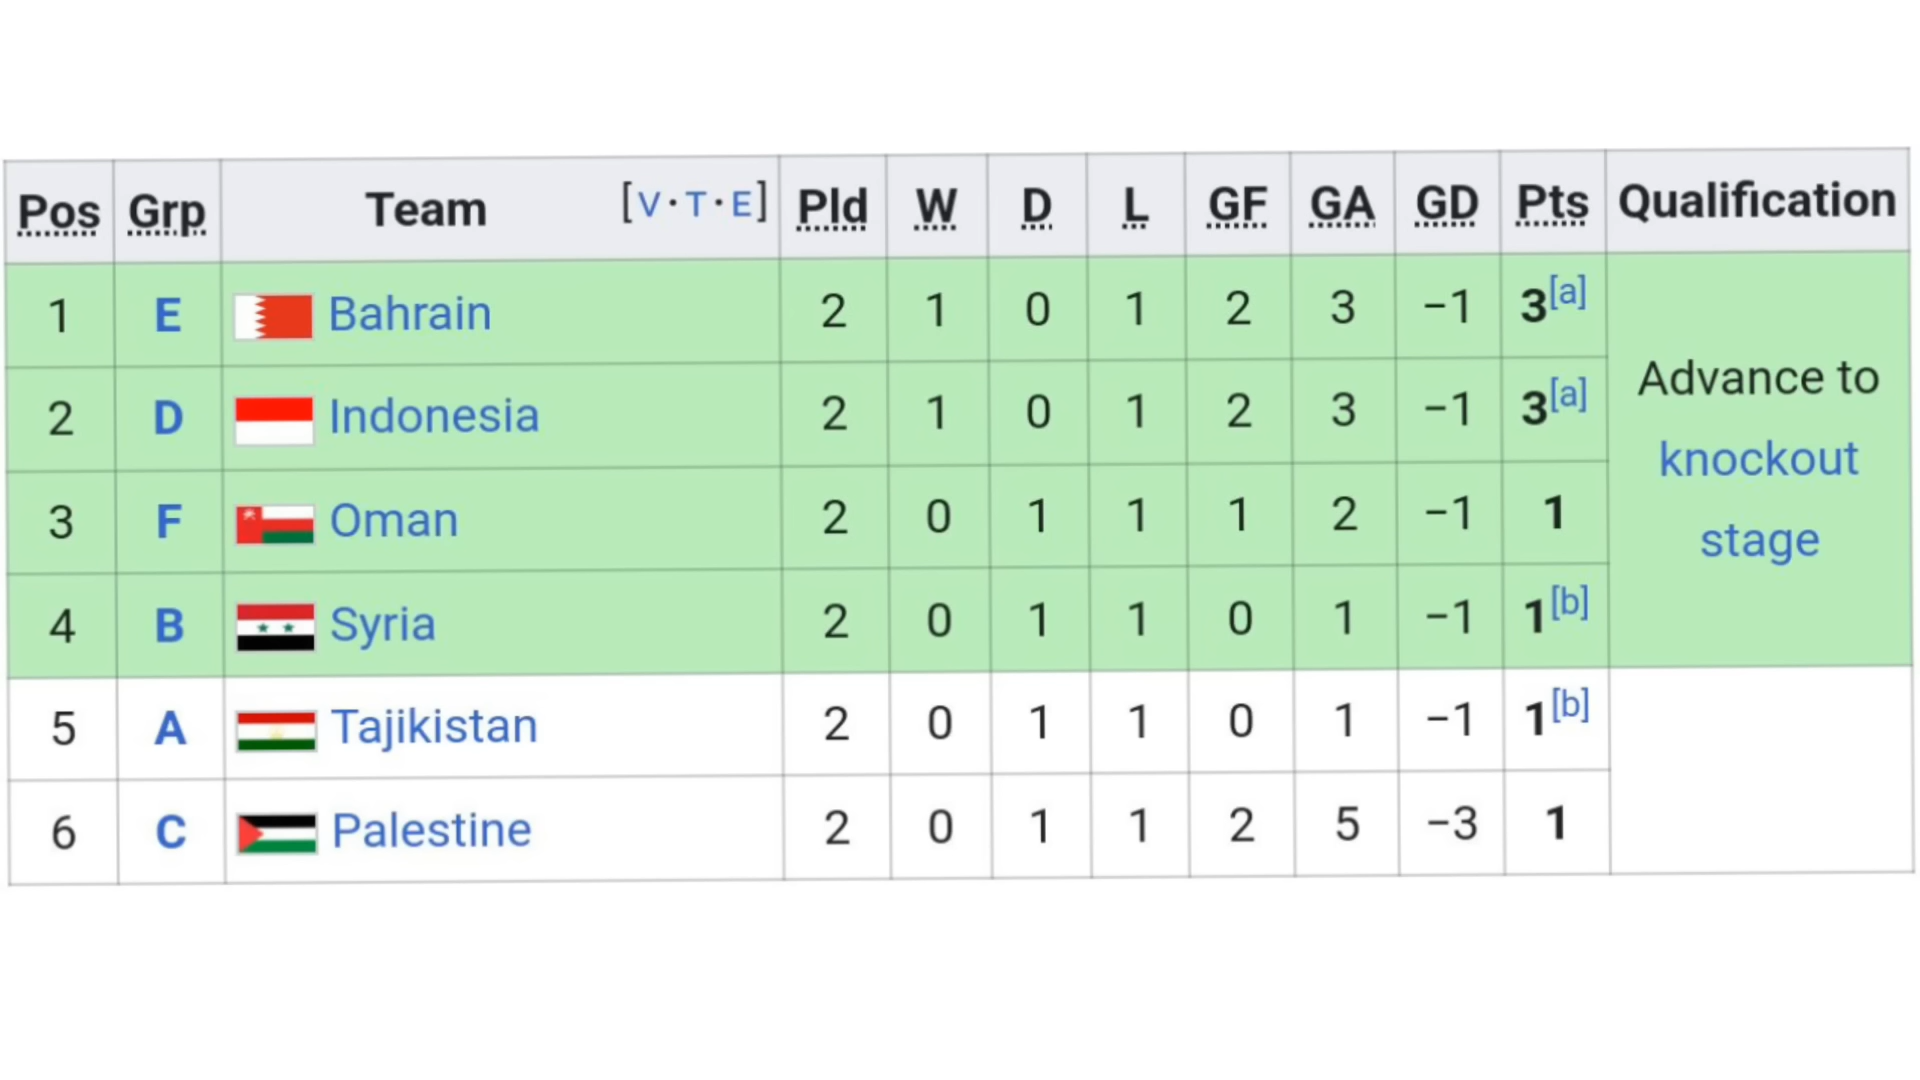 Pos Grp Team [V·T·E] Pld W D L GF GA GD Pts Qualification
1 E Bahrain 2 1 0 1 2 3 −1 3[a]
2 D Indonesia 2 1 0 1 2 3 −1 3[a]
3 F Oman 2 0 1 1 1 2 −1 1
4 B Syria 2 0 1 1 0 1 −1 1[b]
Advance to
knockout
stage
5 A Tajikistan 2 0 1 1 0 1 −1 1[b]
6 C Palestine 2 0 1 1 2 5 −3 1